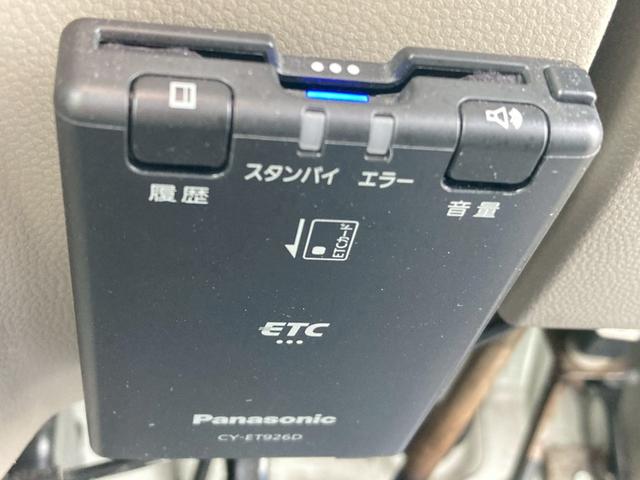 スタンバイ エラー
履歴
音量
ETCカード
ETC
Panasonic
CY-ET926D